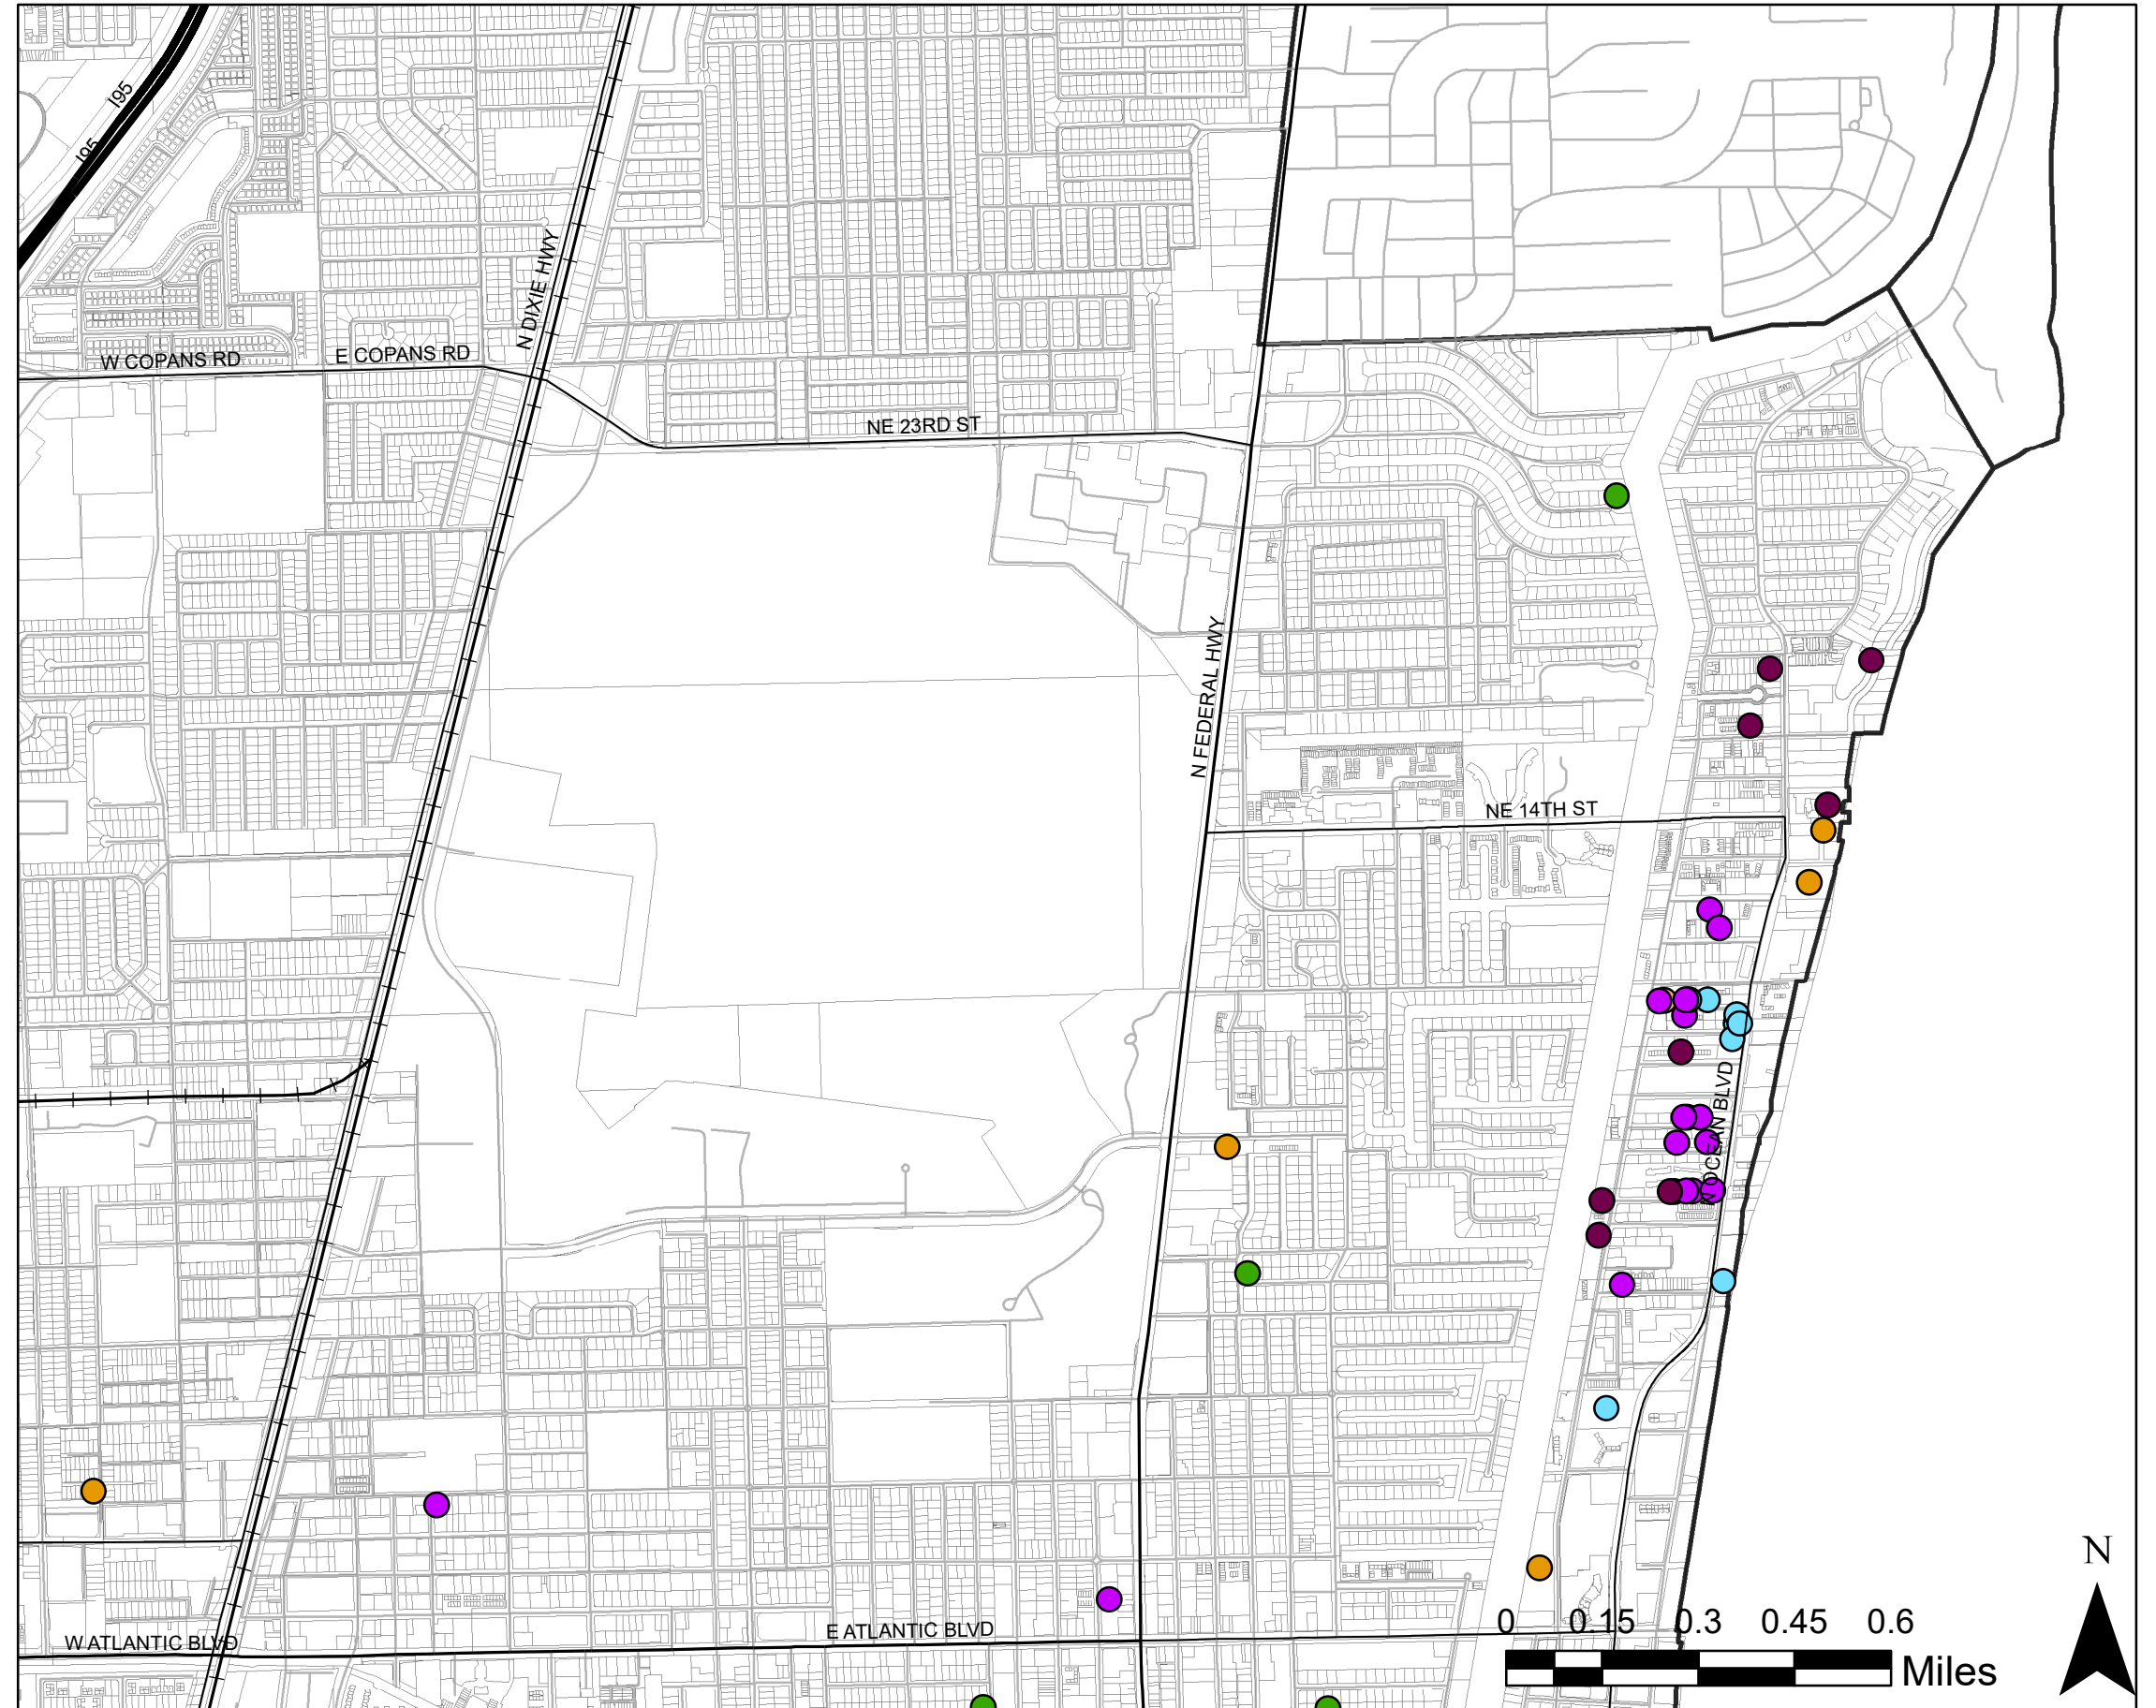 I95
I95
N DIXIE HWY
W COPANS RD
E COPANS RD
NE 23RD ST
N FEDERAL HWY
NE 14TH ST
N OCEAN BLVD
W ATLANTIC BLVD
E ATLANTIC BLVD
0 0.15 0.3 0.45 0.6
Miles
N